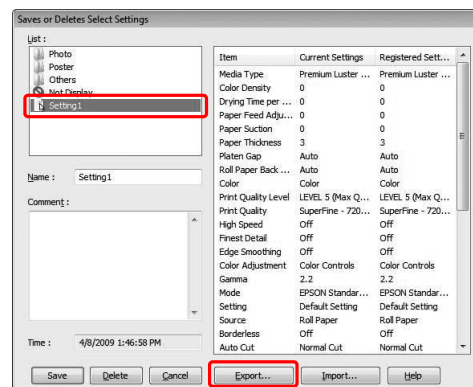 Saves or Deletes Select Settings
List :
Photo
Poster
Others
Not Display
Setting1
Name : Setting1
Comment :
Time : 4/8/2009 1:46:58 PM
Item Current Settings Registered Sett...
Media Type Premium Luster ... Premium Luster ...
Color Density 0 0
Drying Time per ... 0 0
Paper Feed Adju... 0 0
Paper Suction 0 0
Paper Thickness 3 3
Platen Gap Auto Auto
Roll Paper Back ... Auto Auto
Color Color Color
Print Quality Level LEVEL 5 (Max Q... LEVEL 5 (Max Q...
Print Quality SuperFine - 720... SuperFine - 720...
High Speed Off Off
Finest Detail Off Off
Edge Smoothing Off Off
Color Adjustment Color Controls Color Controls
Gamma 2.2 2.2
Mode EPSON Standar... EPSON Standar...
Setting Default Setting Default Setting
Source Roll Paper Roll Paper
Borderless Off Off
Auto Cut Normal Cut Normal Cut
Save Delete Cancel Export... Import... Help